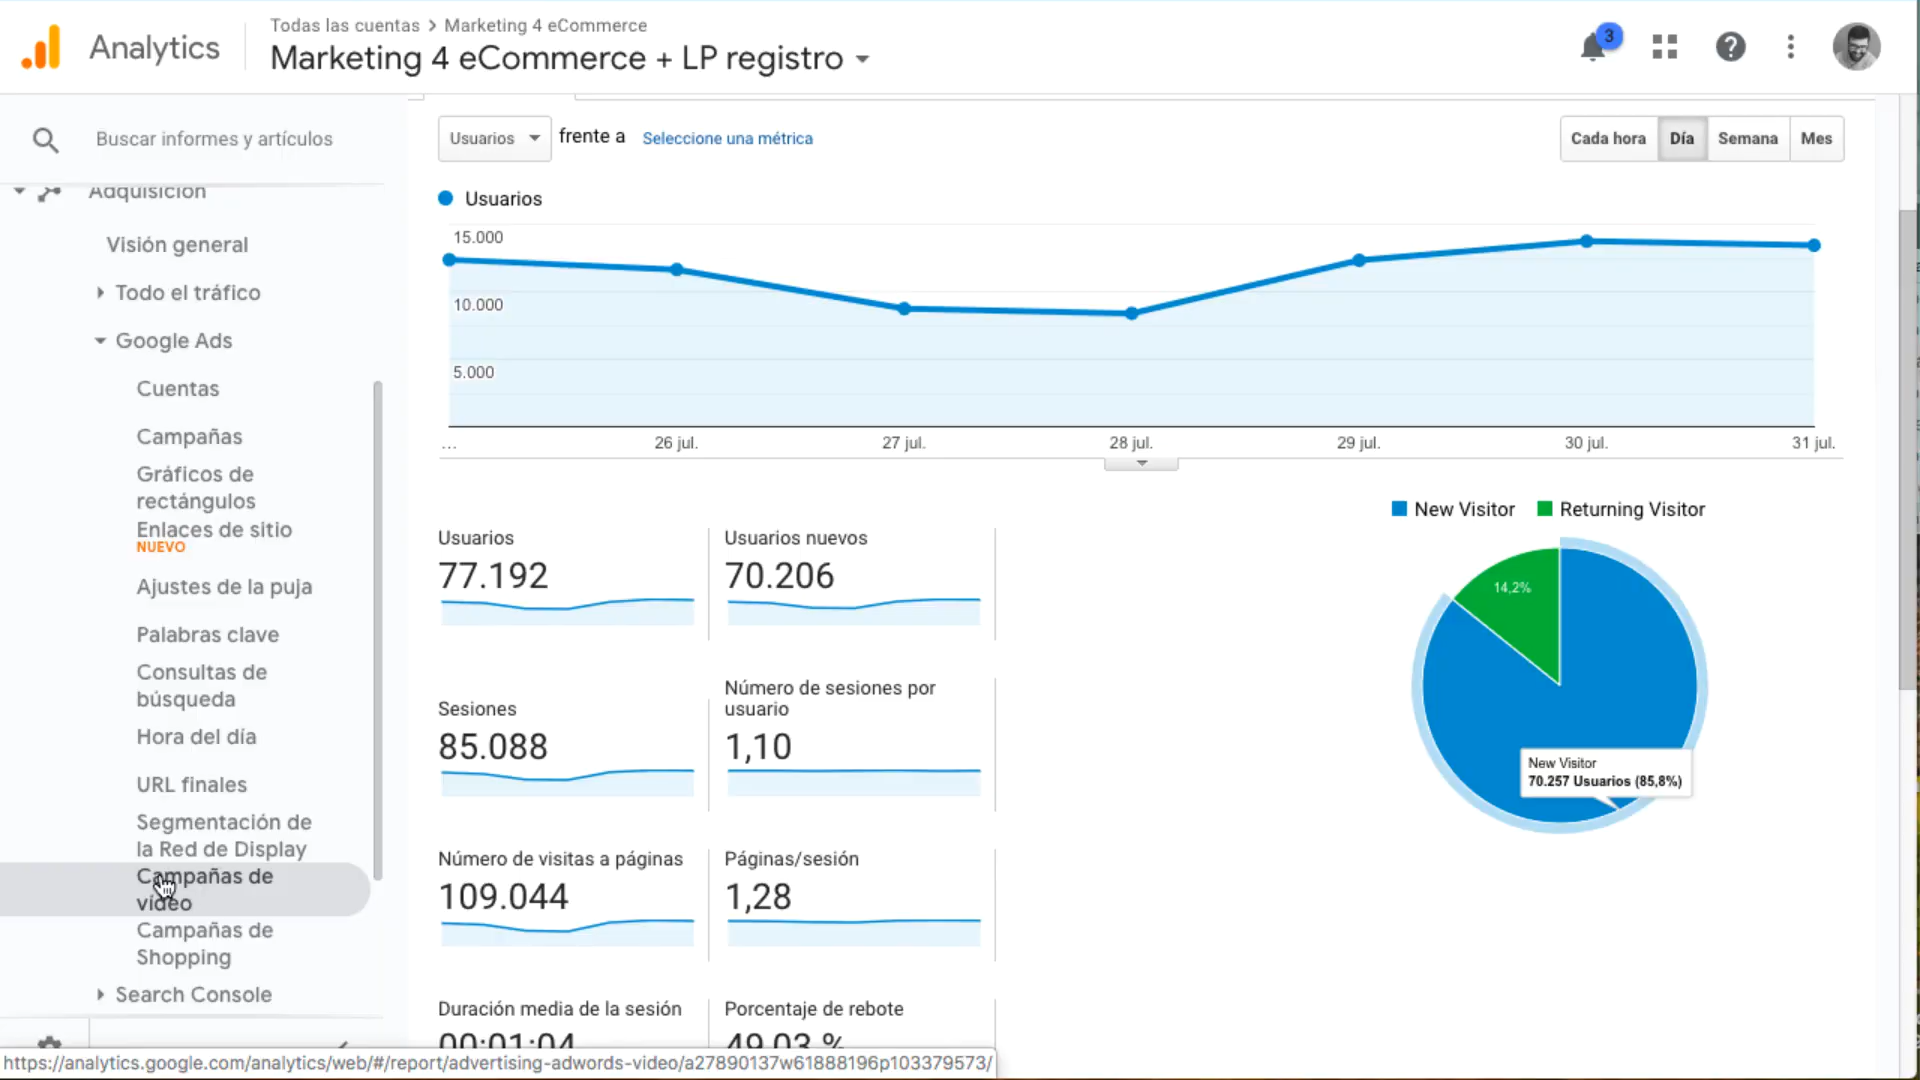 Analytics
Todas las cuentas > Marketing 4 eCommerce
Marketing 4 eCommerce + LP registro
3
Buscar informes y artículos
Adquisición
Visión general
Todo el tráfico
Google Ads
Cuentas
Campañas
Gráficos de
rectángulos
Enlaces de sitio
NUEVO
Ajustes de la puja
Palabras clave
Consultas de
búsqueda
Hora del día
URL finales
Segmentación de
la Red de Display
Campañas de
vídeo
Campañas de
Shopping
Search Console
Usuarios frente a Seleccione una métrica
Cada hora Día Semana Mes
Usuarios
15.000
10.000
5.000
... 26 jul. 27 jul. 28 jul. 29 jul. 30 jul. 31 jul.
Usuarios
77.192
Usuarios nuevos
70.206
Sesiones
85.088
Número de sesiones por
usuario
1,10
Número de visitas a páginas
109.044
Páginas/sesión
1,28
Duración media de la sesión
00:01:04
Porcentaje de rebote
49,03 %
New Visitor Returning Visitor
14,2%
New Visitor
70.257 Usuarios (85,8%)
https://analytics.google.com/analytics/web/#/report/advertising-adwords-video/a27890137w61888196p103379573/